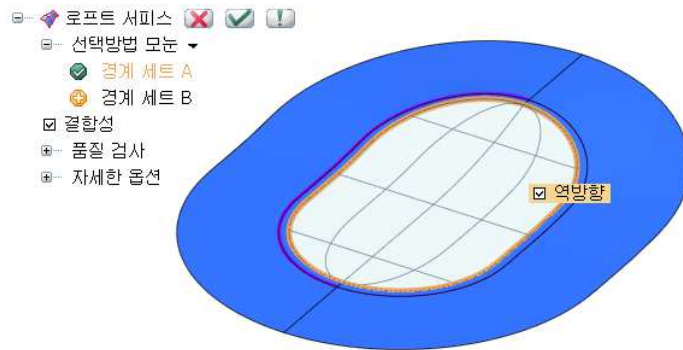 로프트 서피스
선택방법 모눈
경계 세트 A
경계 세트 B
결합성
품질 검사
자세한 옵션
역방향